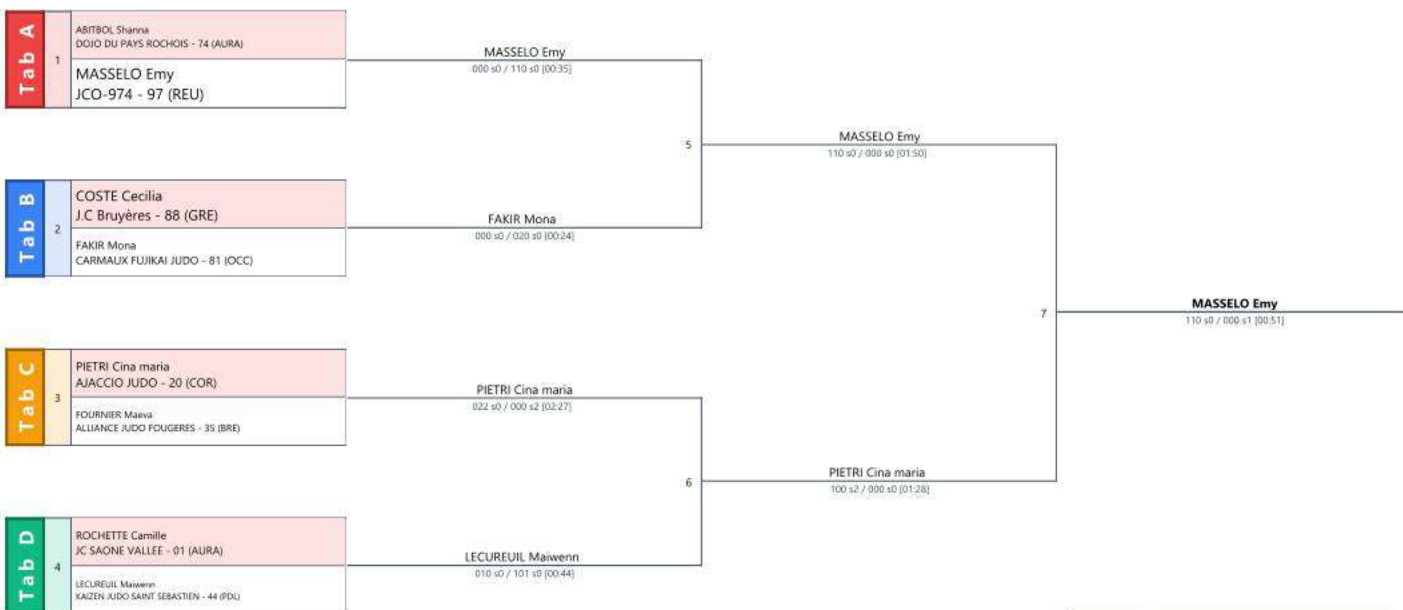 Tab A
1
ABITBOL Shanna
DOJO DU PAYS ROCHOIS - 74 (AURA)
MASSELO Emy
JCO-974 - 97 (REU)
MASSELO Emy
000 s0 / 110 s0 [00:35]
Tab B
2
COSTE Cecilia
J.C Bruyères - 88 (GRE)
FAKIR Mona
CARMAUX FUJIKAI JUDO - 81 (OCC)
FAKIR Mona
000 s0 / 020 s0 [00:24]
5
MASSELO Emy
110 s0 / 000 s0 [01:50]
Tab C
3
PIETRI Cina maria
AJACCIO JUDO - 20 (COR)
FOURNIER Maeva
ALLIANCE JUDO FOUGERES - 35 (BRE)
PIETRI Cina maria
022 s0 / 000 s2 [02:27]
Tab D
4
ROCHETTE Camille
JC SAONE VALLEE - 01 (AURA)
LECUREUIL Maiwenn
KAIZEN JUDO SAINT SEBASTIEN - 44 (PDL)
LECUREUIL Maiwenn
010 s0 / 101 s0 [00:44]
6
PIETRI Cina maria
100 s2 / 000 s0 [01:28]
7
MASSELO Emy
110 s0 / 000 s1 [00:51]